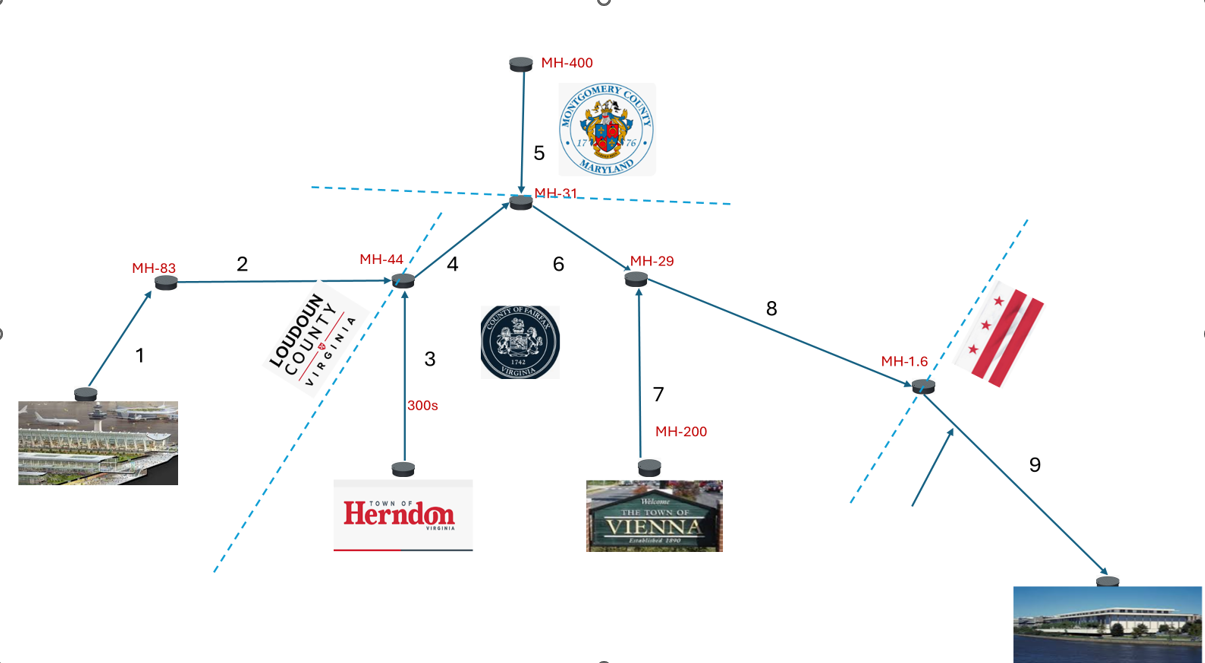 MH-400
MONTGOMERY COUNTY
17 76
MARYLAND
5
MH-31
MH-83
2
MH-44
4
6
MH-29
8
LOUDOUN
COUNTY
VIRGINIA
COUNTY OF FAIRFAX
1742
VIRGINIA
MH-1.6
1
3
300s
7
MH-200
9
TOWN OF
Herndon
VIRGINIA
Welcome
THE TOWN OF
VIENNA
Established 1890